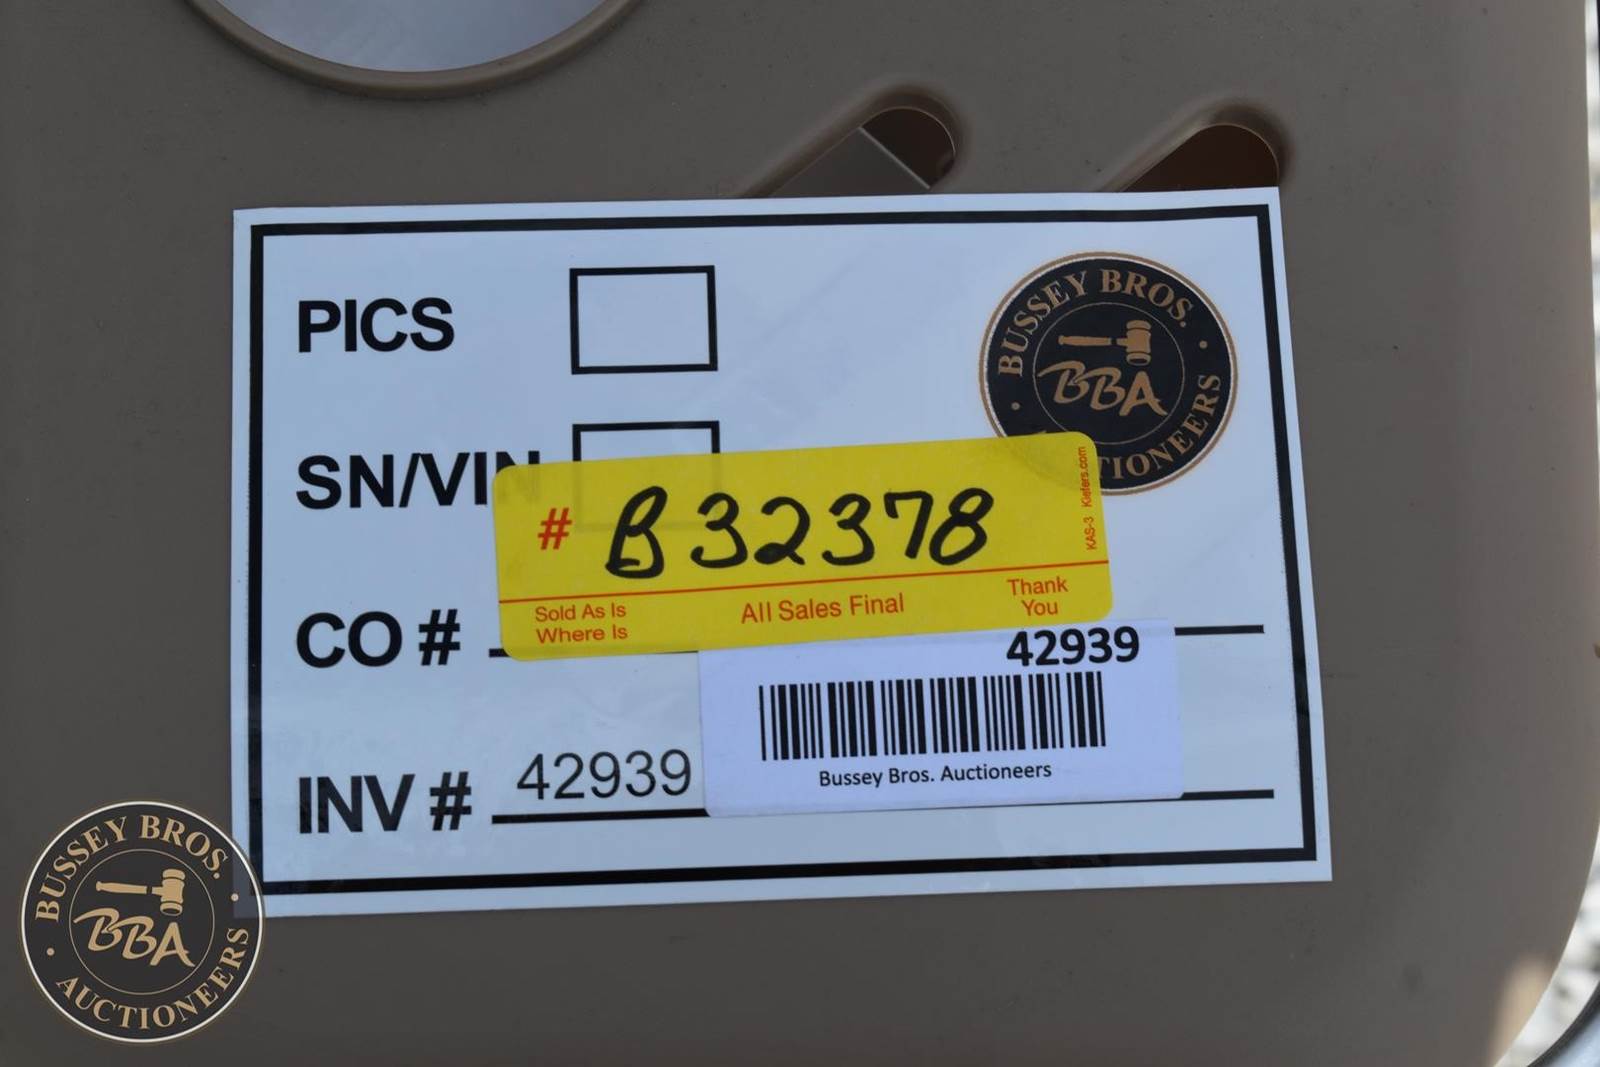 PICS
BUSSEY BROS.
BBA
AUCTIONEERS
SN/VIN
# B32378
KAS-3 Kiefers.com
Sold As Is
Where Is
All Sales Final
Thank
You
CO #
42939
Bussey Bros. Auctioneers
INV # 42939
BUSSEY BROS.
BBA
AUCTIONEERS